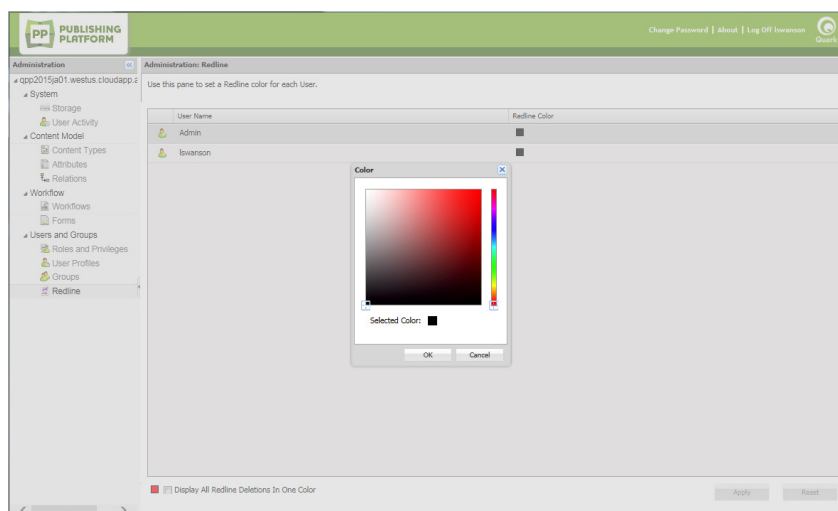 PP PUBLISHING
PLATFORM
Change Password | About | Log Off lswanson
Quark
Administration
Administration: Redline
qpp2015ja01.westus.cloudapp.a
Use this pane to set a Redline color for each User.
System
Storage
User Activity
Content Model
Content Types
Attributes
Relations
Workflow
Workflows
Forms
Users and Groups
Roles and Privileges
User Profiles
Groups
Redline
User Name Redline Color
Admin
lswanson
Color
Selected Color:
OK Cancel
Display All Redline Deletions In One Color
Apply Reset